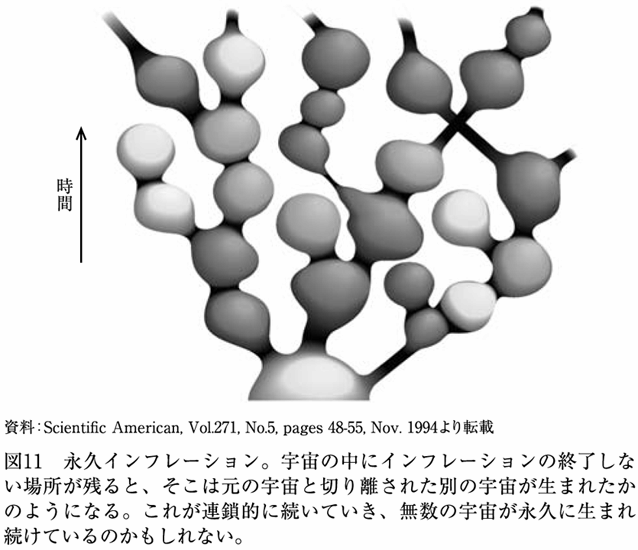 時間
資料：Scientific American, Vol.271, No.5, pages 48-55, Nov. 1994より転載
図11　永久インフレーション。宇宙の中にインフレーションの終了しな
い場所が残ると、そこは元の宇宙と切り離された別の宇宙が生まれたか
のようになる。これが連鎖的に続いていき、無数の宇宙が永久に生まれ
続けているのかもしれない。